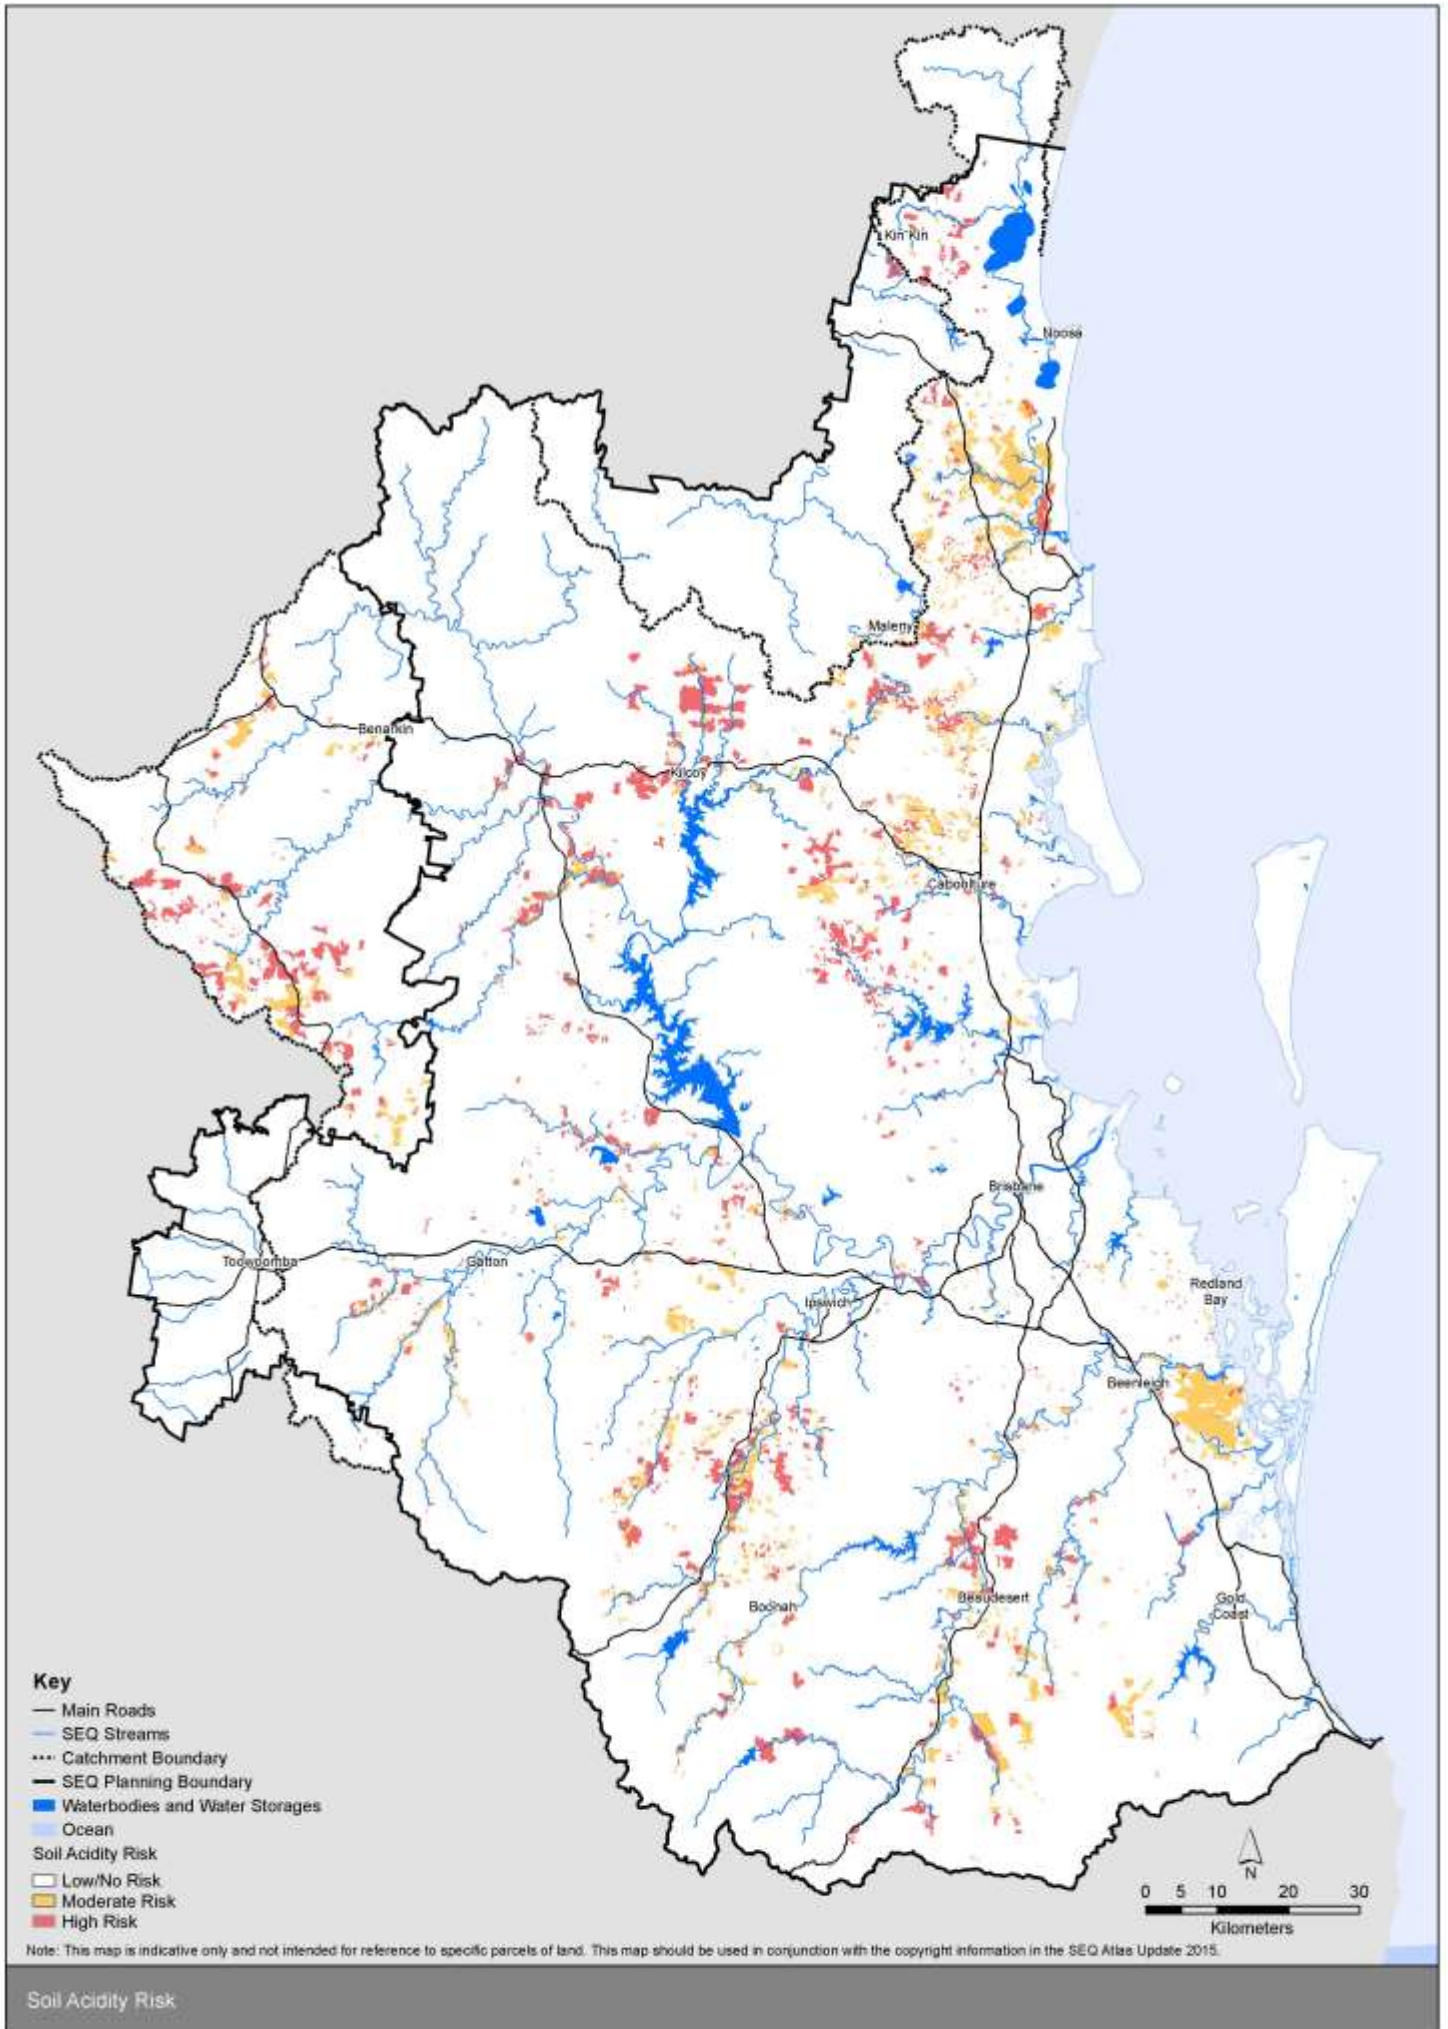 Kin Kin
Noosa
Maleny
Benarkin
Kilcoy
Caboolture
Brisbane
Toowoomba
Gatton
Redland
Bay
Ipswich
Beenleigh
Boonah
Beaudesert
Gold
Coast
Key
Main Roads
SEQ Streams
Catchment Boundary
SEQ Planning Boundary
Waterbodies and Water Storages
Ocean
Soil Acidity Risk
Low/No Risk
Moderate Risk
High Risk
N
0 5 10 20 30
Kilometers
Note: This map is indicative only and not intended for reference to specific parcels of land. This map should be used in conjunction with the copyright information in the SEQ Atlas Update 2015.
Soil Acidity Risk